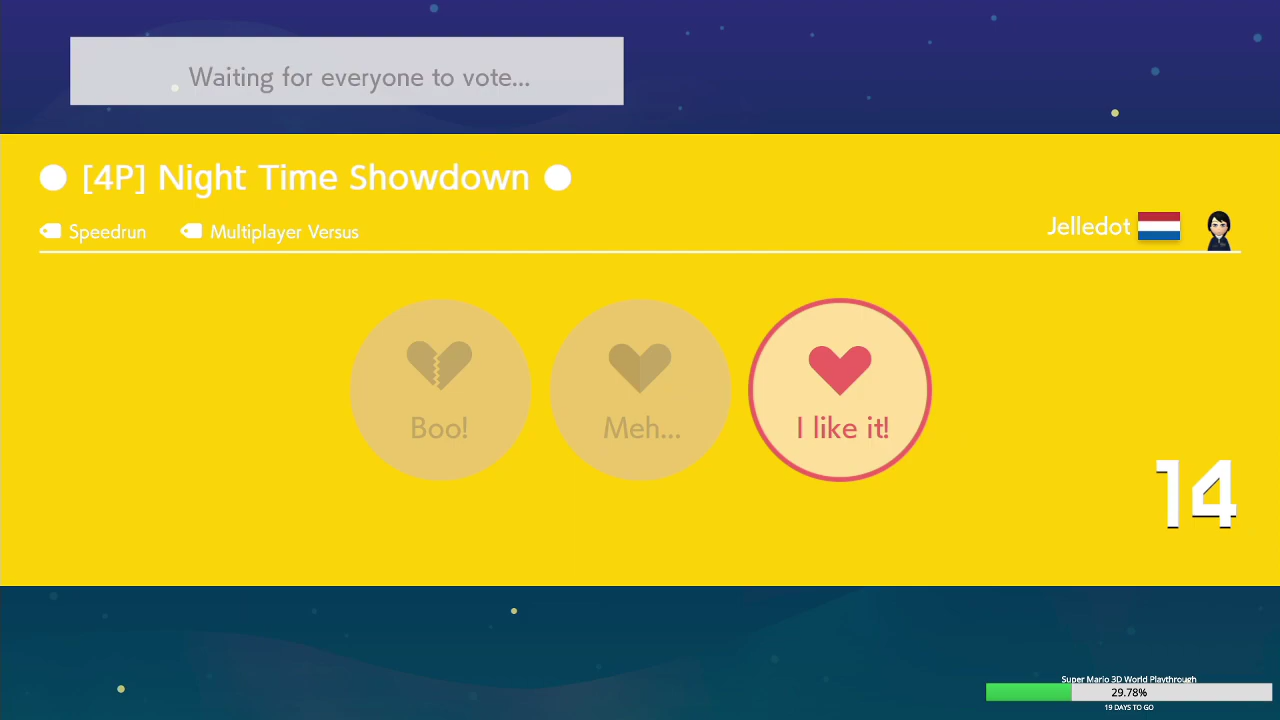 Waiting for everyone to vote...
[4P] Night Time Showdown
Speedrun Multiplayer Versus
Jelledot
Boo! Meh... I like it!
14
Super Mario 3D World Playthrough
29.78%
19 DAYS TO GO